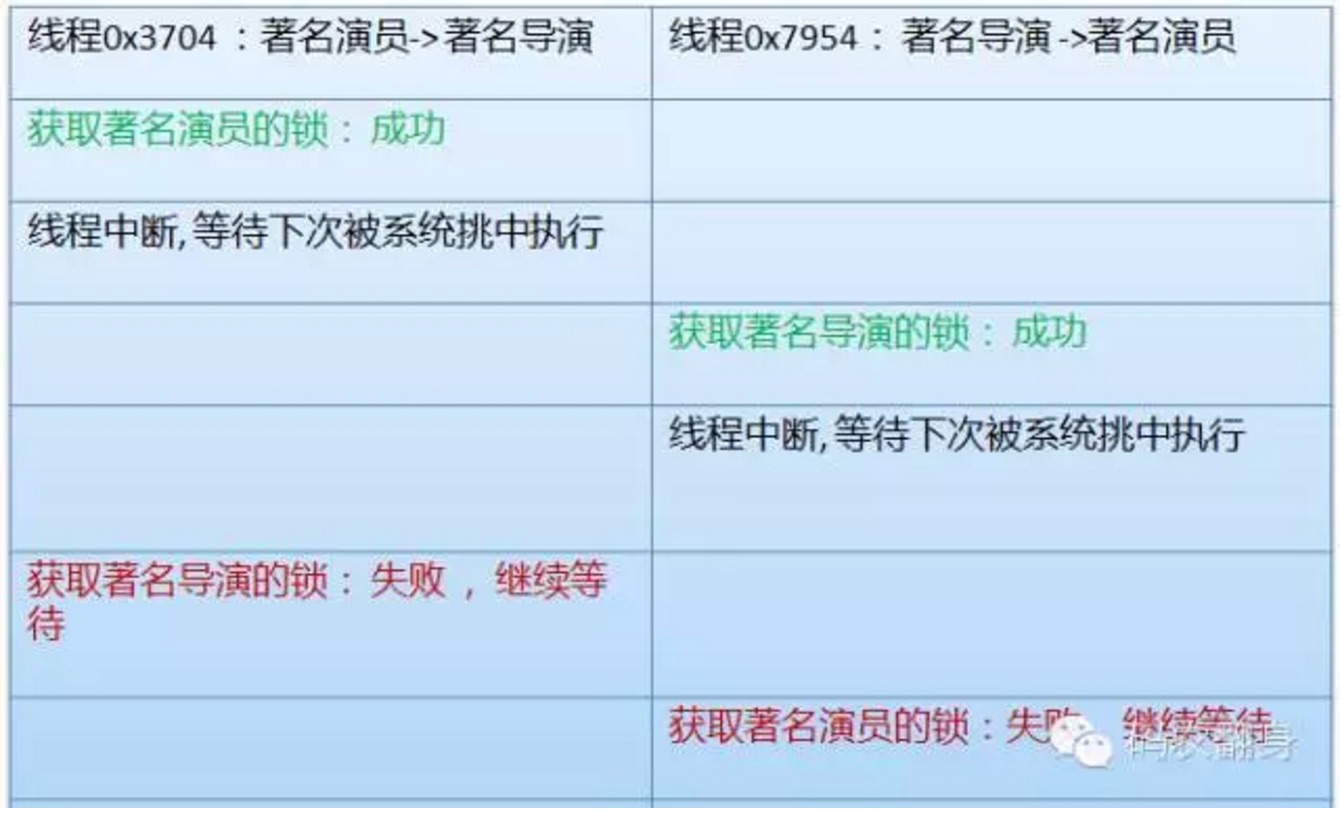 线程0x3704 ：著名演员->著名导演
线程0x7954： 著名导演 ->著名演员
获取著名演员的锁： 成功
线程中断, 等待下次被系统挑中执行
获取著名导演的锁： 成功
线程中断, 等待下次被系统挑中执行
获取著名导演的锁： 失败 ， 继续等
待
获取著名演员的锁：失败 ， 继续等待
码农翻身